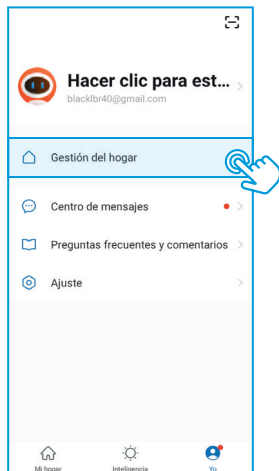 Hacer clic para est...
blacklbr40@gmail.com
Gestión del hogar
Centro de mensajes
Preguntas frecuentes y comentarios
Ajuste
Mi hogar
Inteligencia
Yo